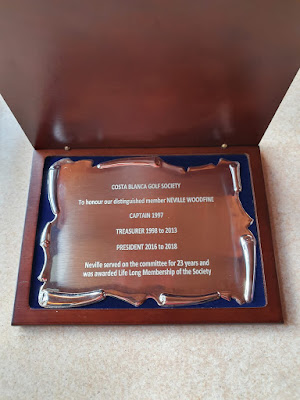 COSTA BLANCA GOLF SOCIETY
To honour our distinguished member NEVILLE WOODFINE
CAPTAIN 1997
TREASURER 1998 to 2013
PRESIDENT 2016 to 2018
Neville served on the committee for 23 years and
was awarded Life Long Membership of the Society